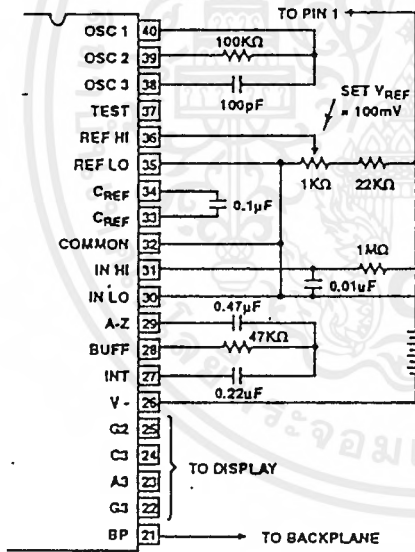 TO PIN 1
OSC 1 40
OSC 2 39
100KΩ
OSC 3 38
100pF
TEST 37
SET VREF
= 100mV
REF HI 36
REF LO 35
1KΩ 22KΩ
CREF 34
0.1µF
CREF 33
COMMON 32
IN HI 31
1MΩ
0.01uF
IN LO 30
0.47µF
A-Z 29
BUFF 28
47KΩ
INT 27
0.22uF
V - 26
G2 25
C3 24
TO DISPLAY
A3 23
G3 22
BP 21
TO BACKPLANE